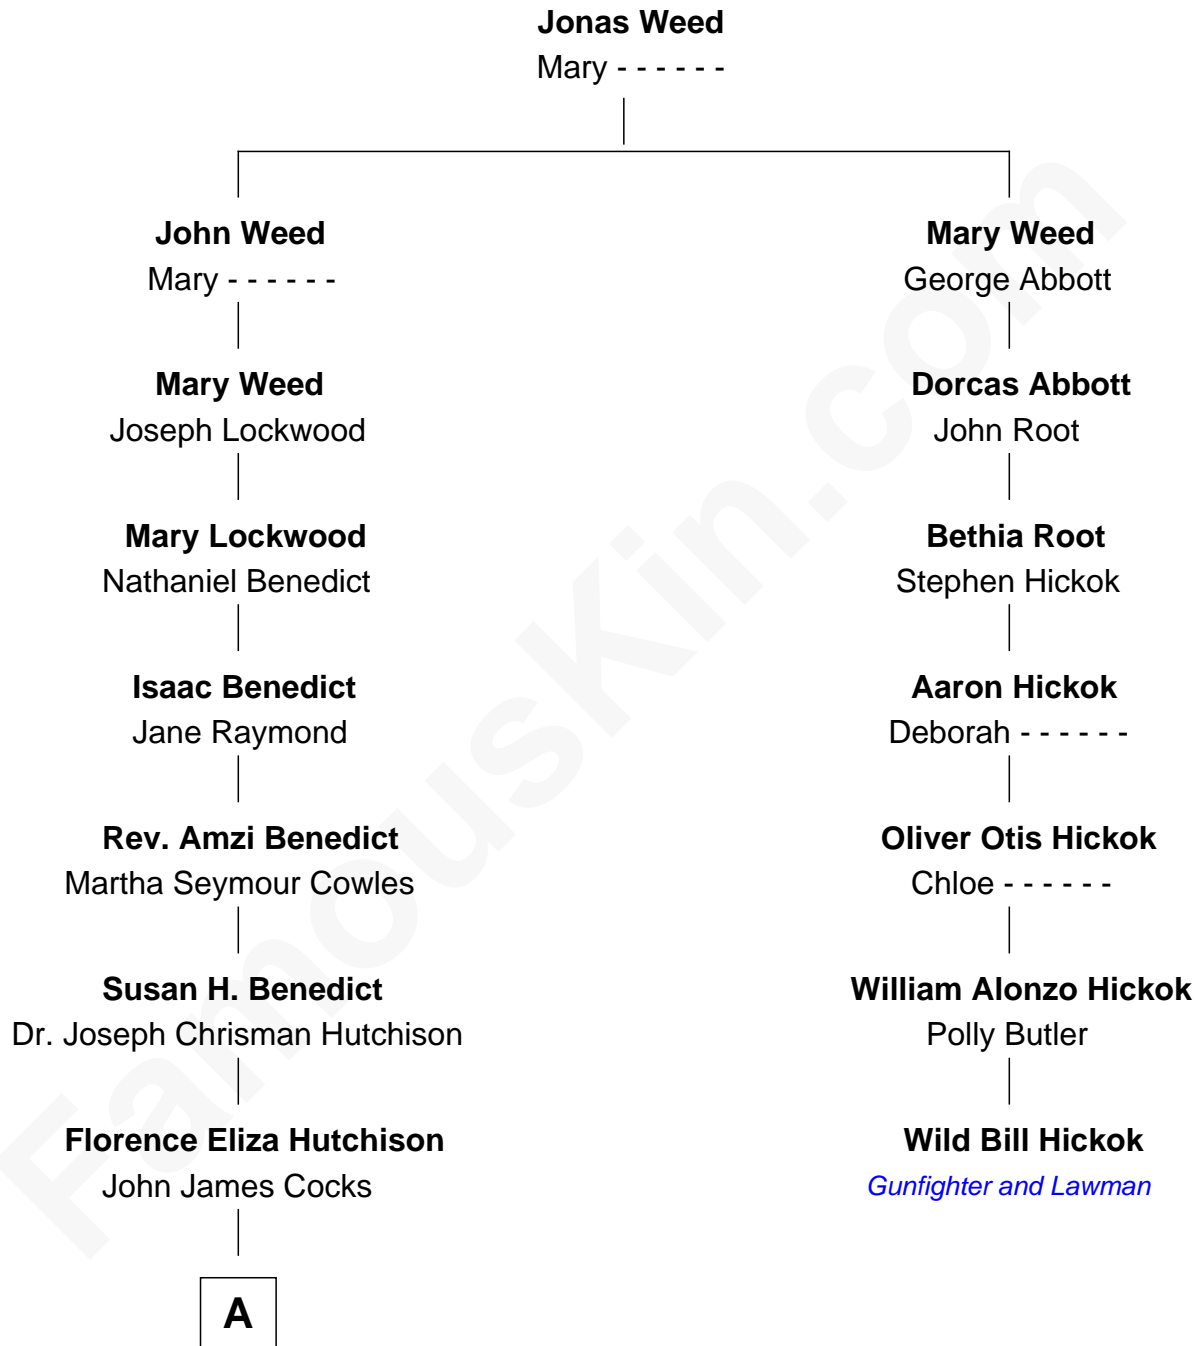 Jonas Weed
Mary - - - - - -
John Weed
Mary - - - - - -
Mary Weed
George Abbott
Mary Weed
Joseph Lockwood
Dorcas Abbott
John Root
Mary Lockwood
Nathaniel Benedict
Bethia Root
Stephen Hickok
Isaac Benedict
Jane Raymond
Aaron Hickok
Deborah - - - - - -
Rev. Amzi Benedict
Martha Seymour Cowles
Oliver Otis Hickok
Chloe - - - - - -
Susan H. Benedict
Dr. Joseph Chrisman Hutchison
William Alonzo Hickok
Polly Butler
Florence Eliza Hutchison
John James Cocks
Wild Bill Hickok
Gunfighter and Lawman
A
FamousKin.com